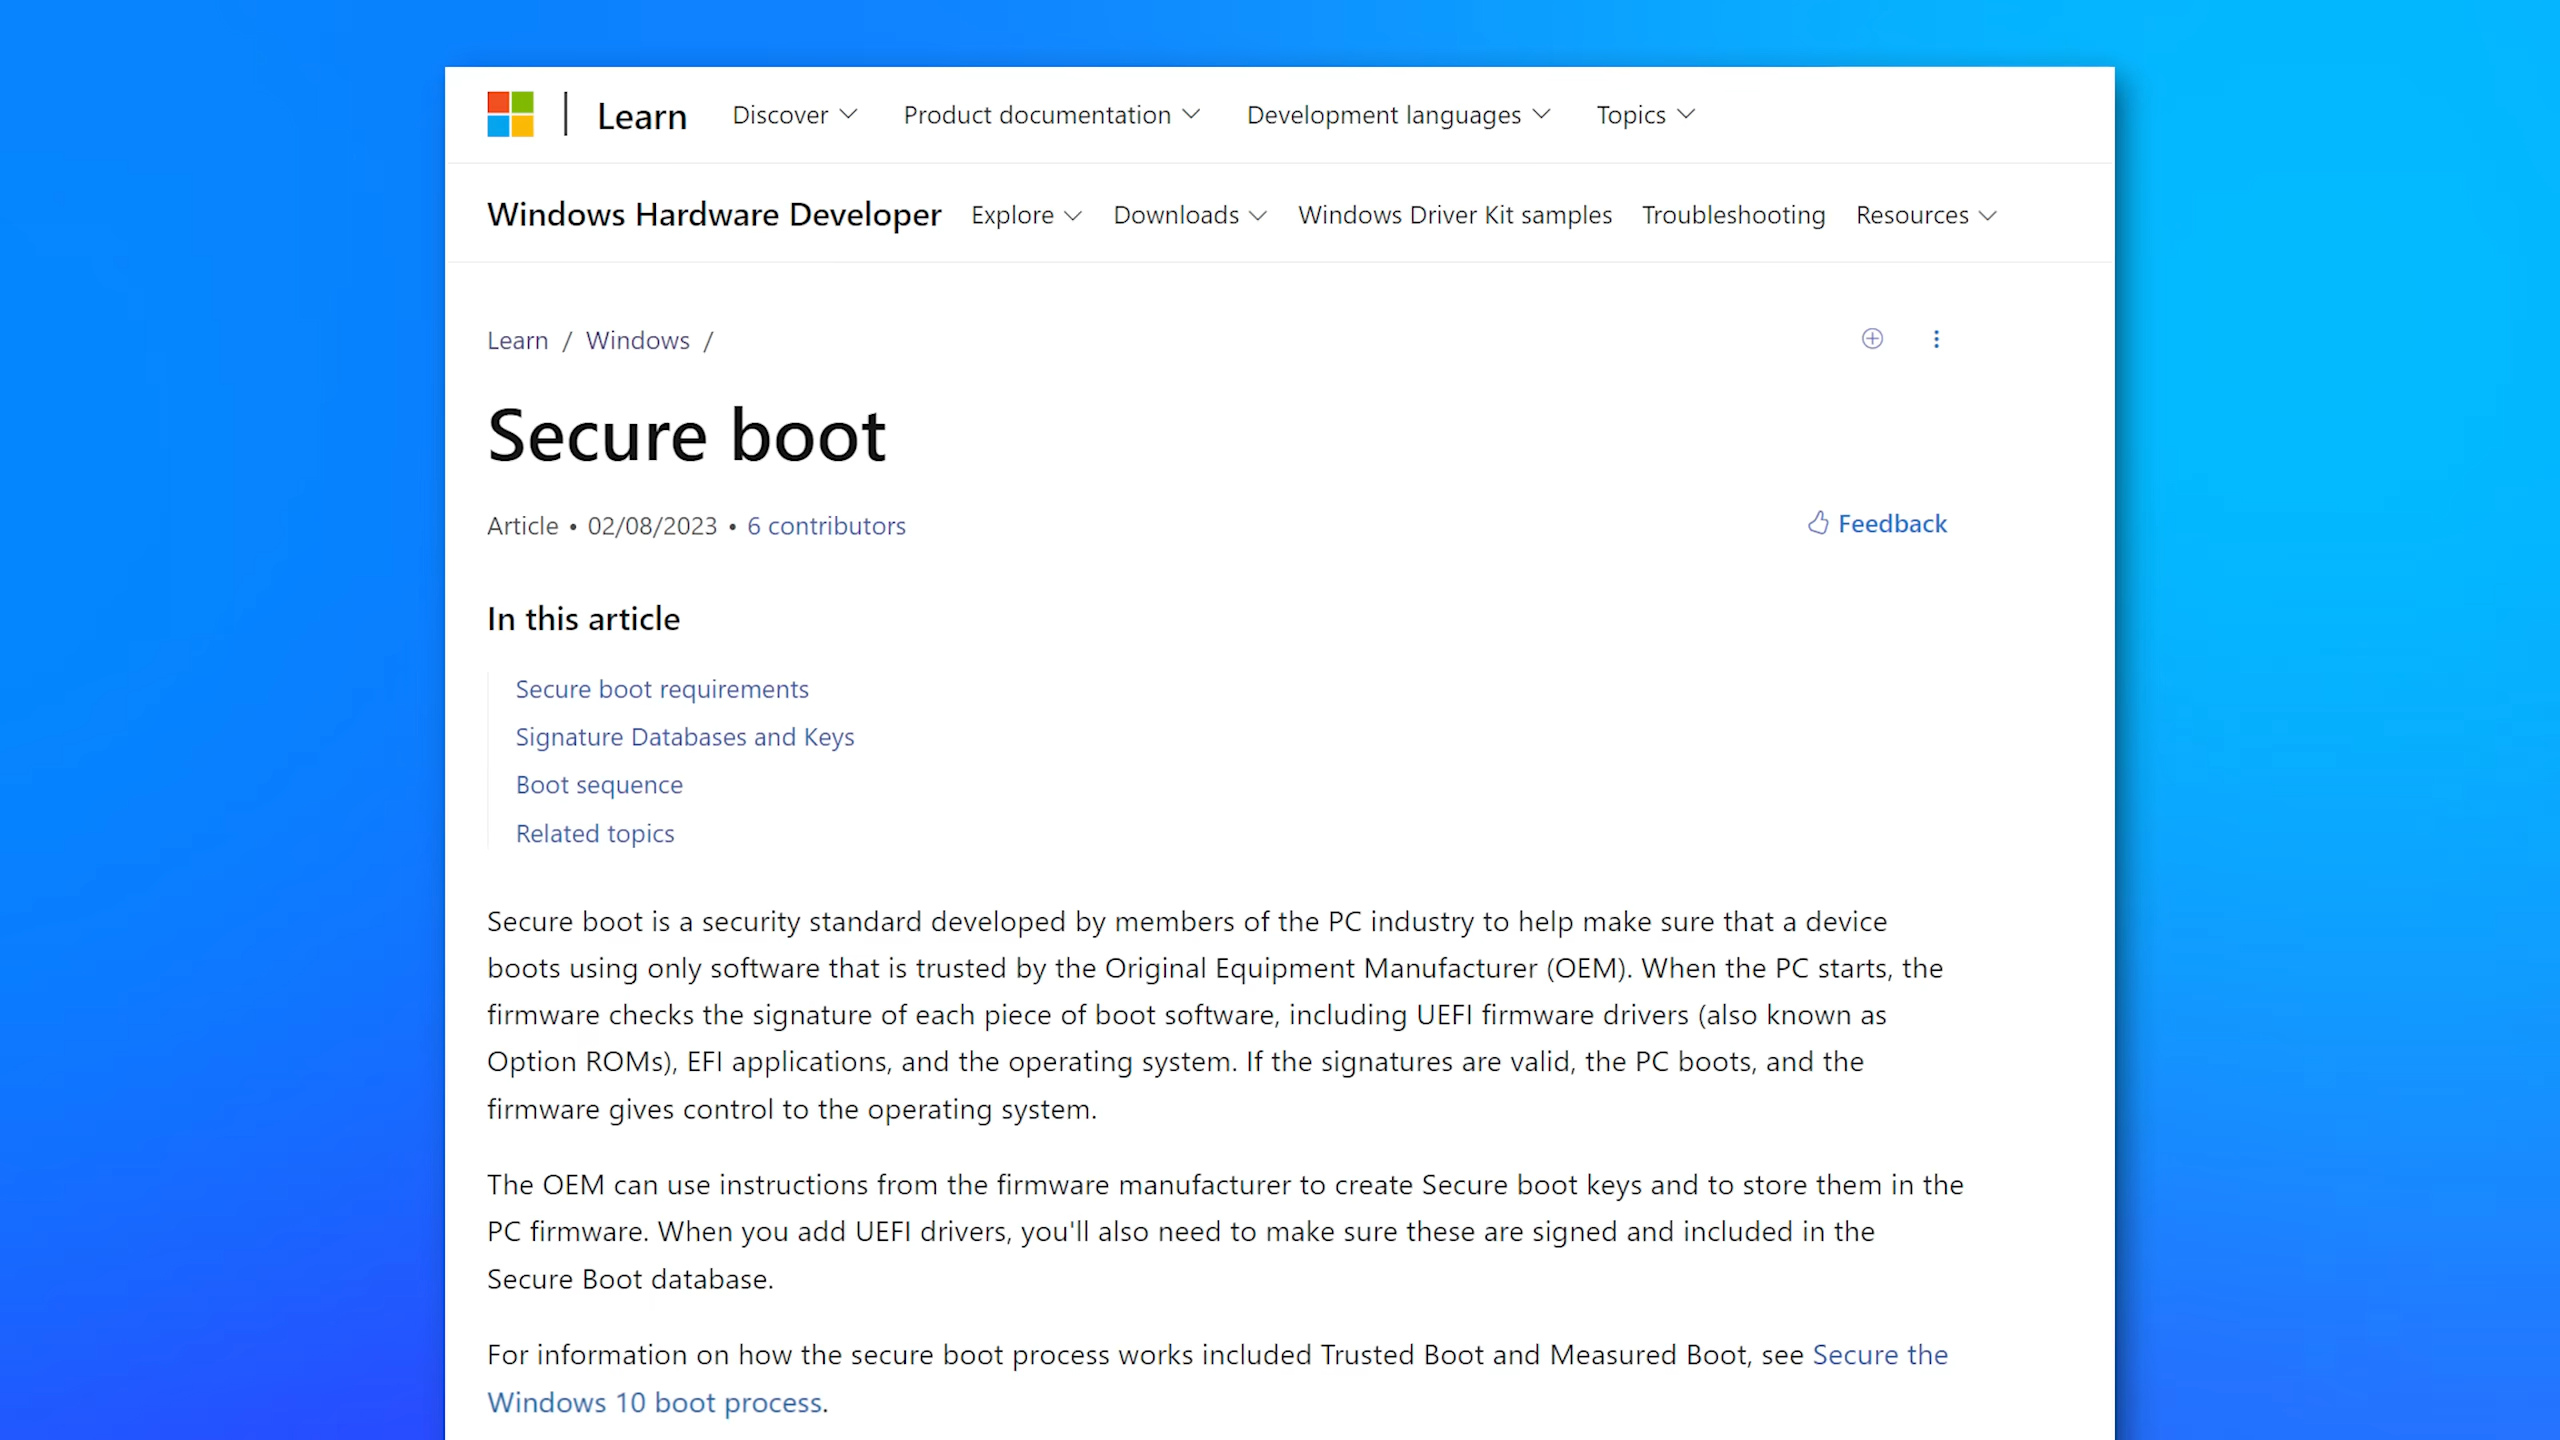 Learn Discover Product documentation Development languages Topics
Windows Hardware Developer Explore Downloads Windows Driver Kit samples Troubleshooting Resources
Learn / Windows /
Secure boot
Article • 02/08/2023 • 6 contributors
Feedback
In this article
Secure boot requirements
Signature Databases and Keys
Boot sequence
Related topics
Secure boot is a security standard developed by members of the PC industry to help make sure that a device
boots using only software that is trusted by the Original Equipment Manufacturer (OEM). When the PC starts, the
firmware checks the signature of each piece of boot software, including UEFI firmware drivers (also known as
Option ROMs), EFI applications, and the operating system. If the signatures are valid, the PC boots, and the
firmware gives control to the operating system.
The OEM can use instructions from the firmware manufacturer to create Secure boot keys and to store them in the
PC firmware. When you add UEFI drivers, you'll also need to make sure these are signed and included in the
Secure Boot database.
For information on how the secure boot process works included Trusted Boot and Measured Boot, see Secure the
Windows 10 boot process.